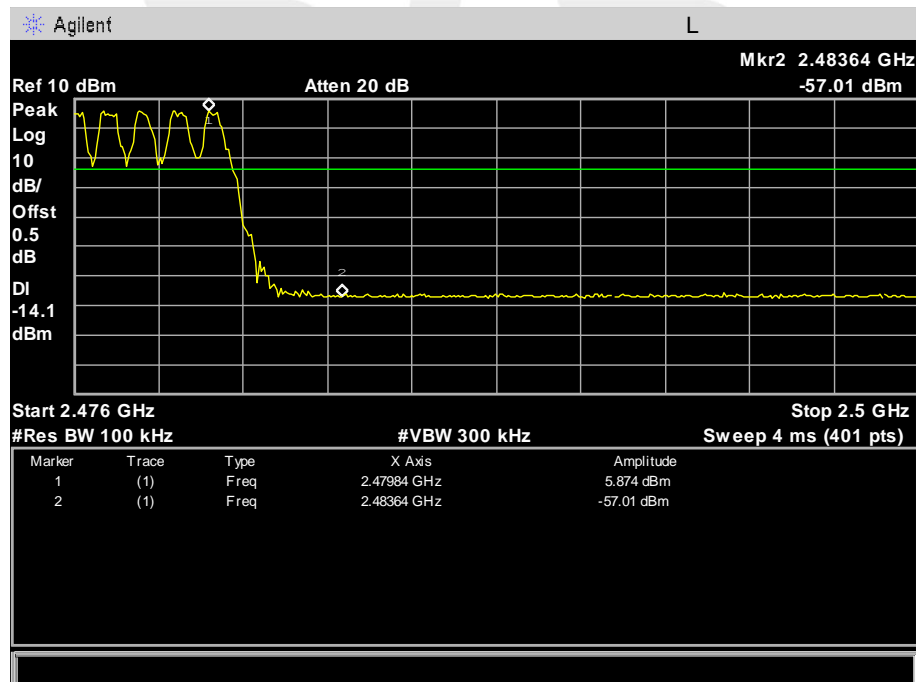 Agilent L
Mkr2 2.48364 GHz
Ref 10 dBm Atten 20 dB -57.01 dBm
Peak
Log
10
dB/
Offst
0.5
dB
DI
-14.1
dBm
1
2
Start 2.476 GHz Stop 2.5 GHz
#Res BW 100 kHz #VBW 300 kHz Sweep 4 ms (401 pts)
Marker Trace Type X Axis Amplitude
1 (1) Freq 2.47984 GHz 5.874 dBm
2 (1) Freq 2.48364 GHz -57.01 dBm